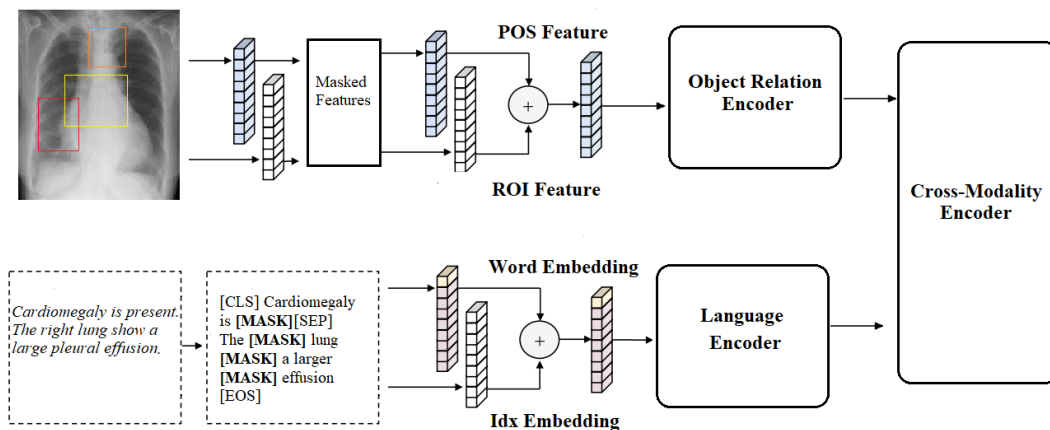 POS Feature
Masked
Features
+
ROI Feature
Object Relation
Encoder
Cross-Modality
Encoder
Cardiomegaly is present.
The right lung show a
large pleural effusion.
[CLS] Cardiomegaly
is [MASK][SEP]
The [MASK] lung
[MASK] a larger
[MASK] effusion
[EOS]
Word Embedding
+
Idx Embedding
Language
Encoder